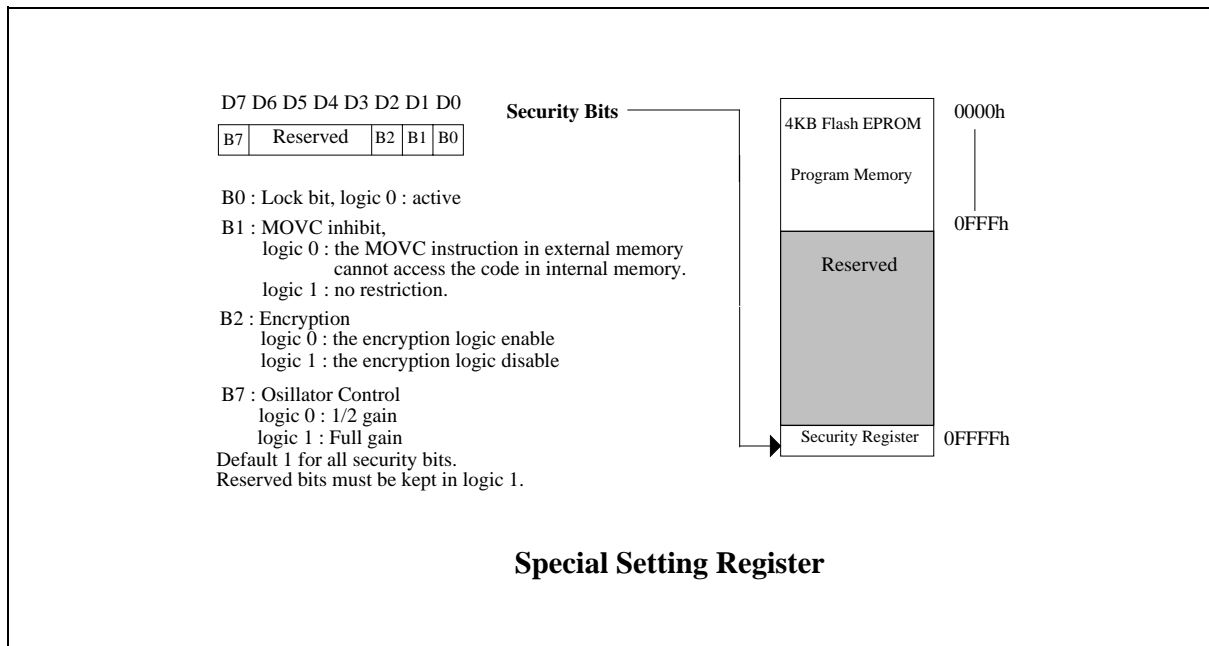 D7 D6 D5 D4 D3 D2 D1 D0
B7 Reserved B2 B1 B0
B0 : Lock bit, logic 0 : active
B1 : MOVC inhibit,
logic 0 : the MOVC instruction in external memory
cannot access the code in internal memory.
logic 1 : no restriction.
B2 : Encryption
logic 0 : the encryption logic enable
logic 1 : the encryption logic disable
B7 : Osillator Control
logic 0 : 1/2 gain
logic 1 : Full gain
Default 1 for all security bits.
Reserved bits must be kept in logic 1.
Security Bits
4KB Flash EPROM
Program Memory
Reserved
Security Register
0000h
0FFFh
0FFFFh
Special Setting Register